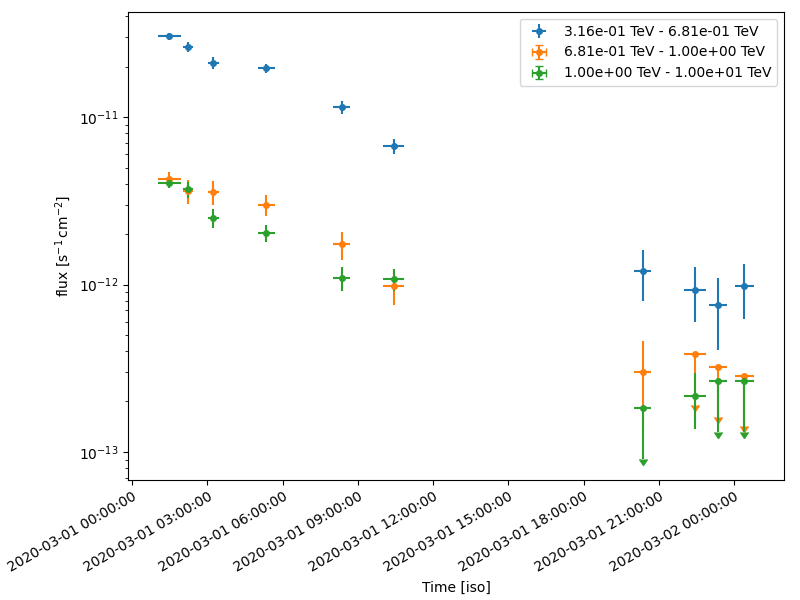 3.16e-01 TeV - 6.81e-01 TeV
6.81e-01 TeV - 1.00e+00 TeV
1.00e+00 TeV - 1.00e+01 TeV
10⁻¹¹
10⁻¹²
10⁻¹³
flux [s⁻¹cm⁻²]
2020-03-01 00:00:00
2020-03-01 03:00:00
2020-03-01 06:00:00
2020-03-01 09:00:00
2020-03-01 12:00:00
2020-03-01 15:00:00
2020-03-01 18:00:00
2020-03-01 21:00:00
2020-03-02 00:00:00
Time [iso]